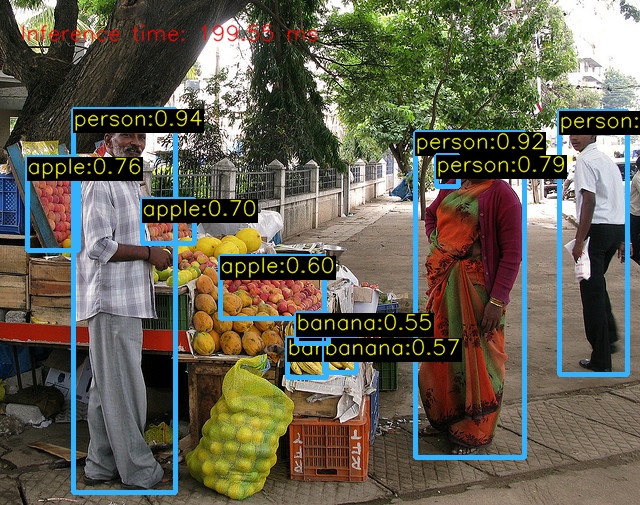 Inference time: 199.55 ms
person:0.94
person:0.92
person:
person:0.79
apple:0.76
apple:0.70
apple:0.60
banana:0.55
banana:0.57